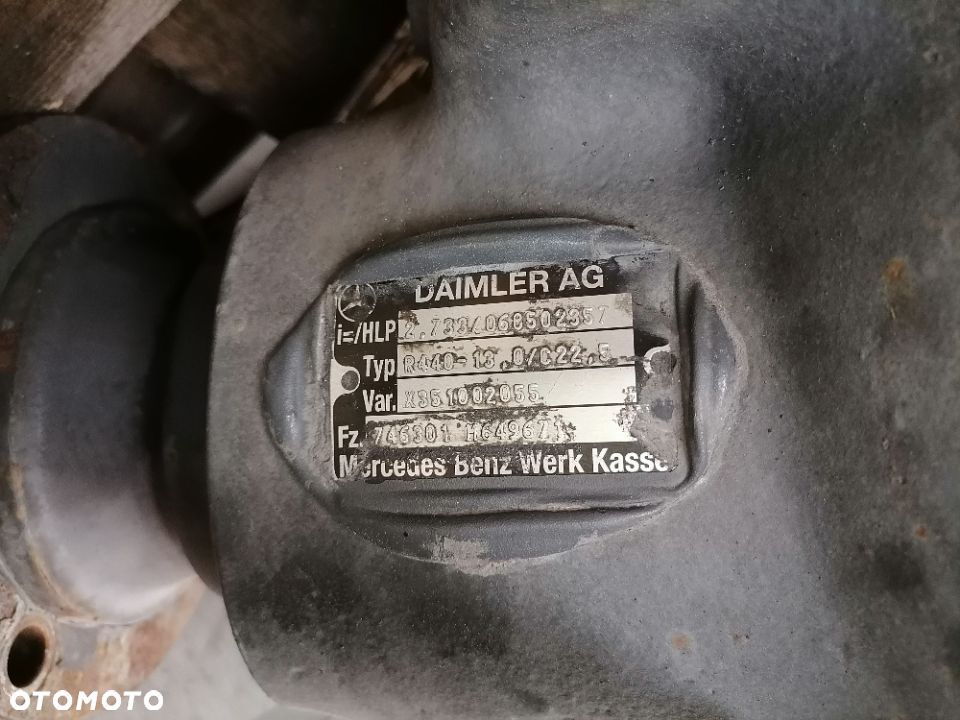 DAIMLER AG
i=/HLP 2.733/068502357
Typ R440-13.0/C22.5
Var. X351002055/
Fz. 746301 H649671
Mercedes Benz Werk Kassel
OTOMOTO